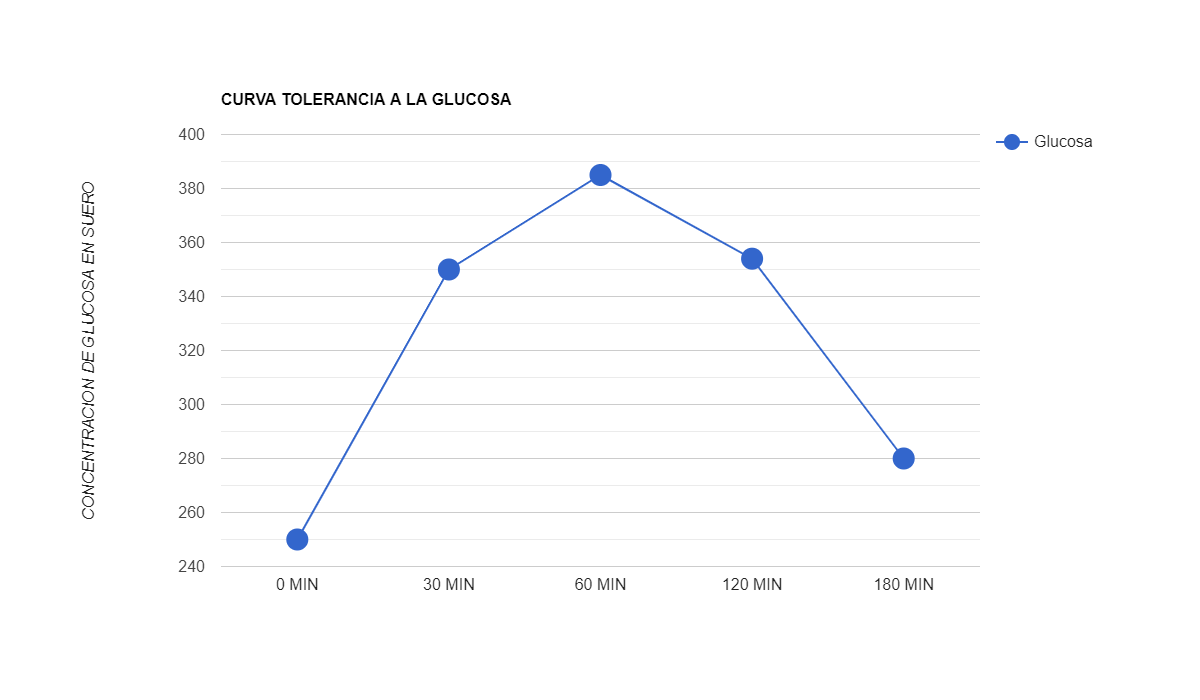 CURVA TOLERANCIA A LA GLUCOSA
Glucosa
CONCENTRACION DE GLUCOSA EN SUERO
400
380
360
340
320
300
280
260
240
0 MIN
30 MIN
60 MIN
120 MIN
180 MIN